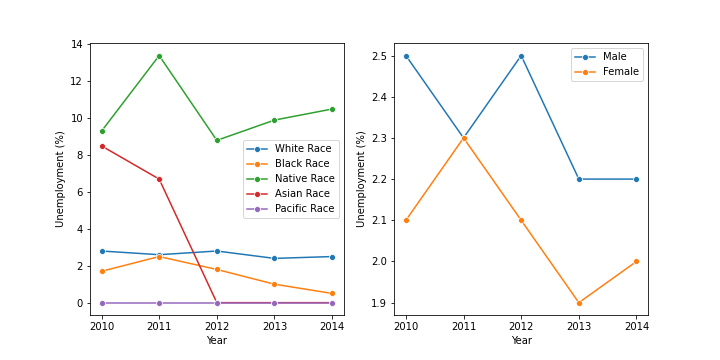 14
12
10
8
6
4
2
0
Unemployment (%)
White Race
Black Race
Native Race
Asian Race
Pacific Race
2010 2011 2012 2013 2014
Year
2.5
2.4
2.3
2.2
2.1
2.0
1.9
Unemployment (%)
Male
Female
2010 2011 2012 2013 2014
Year